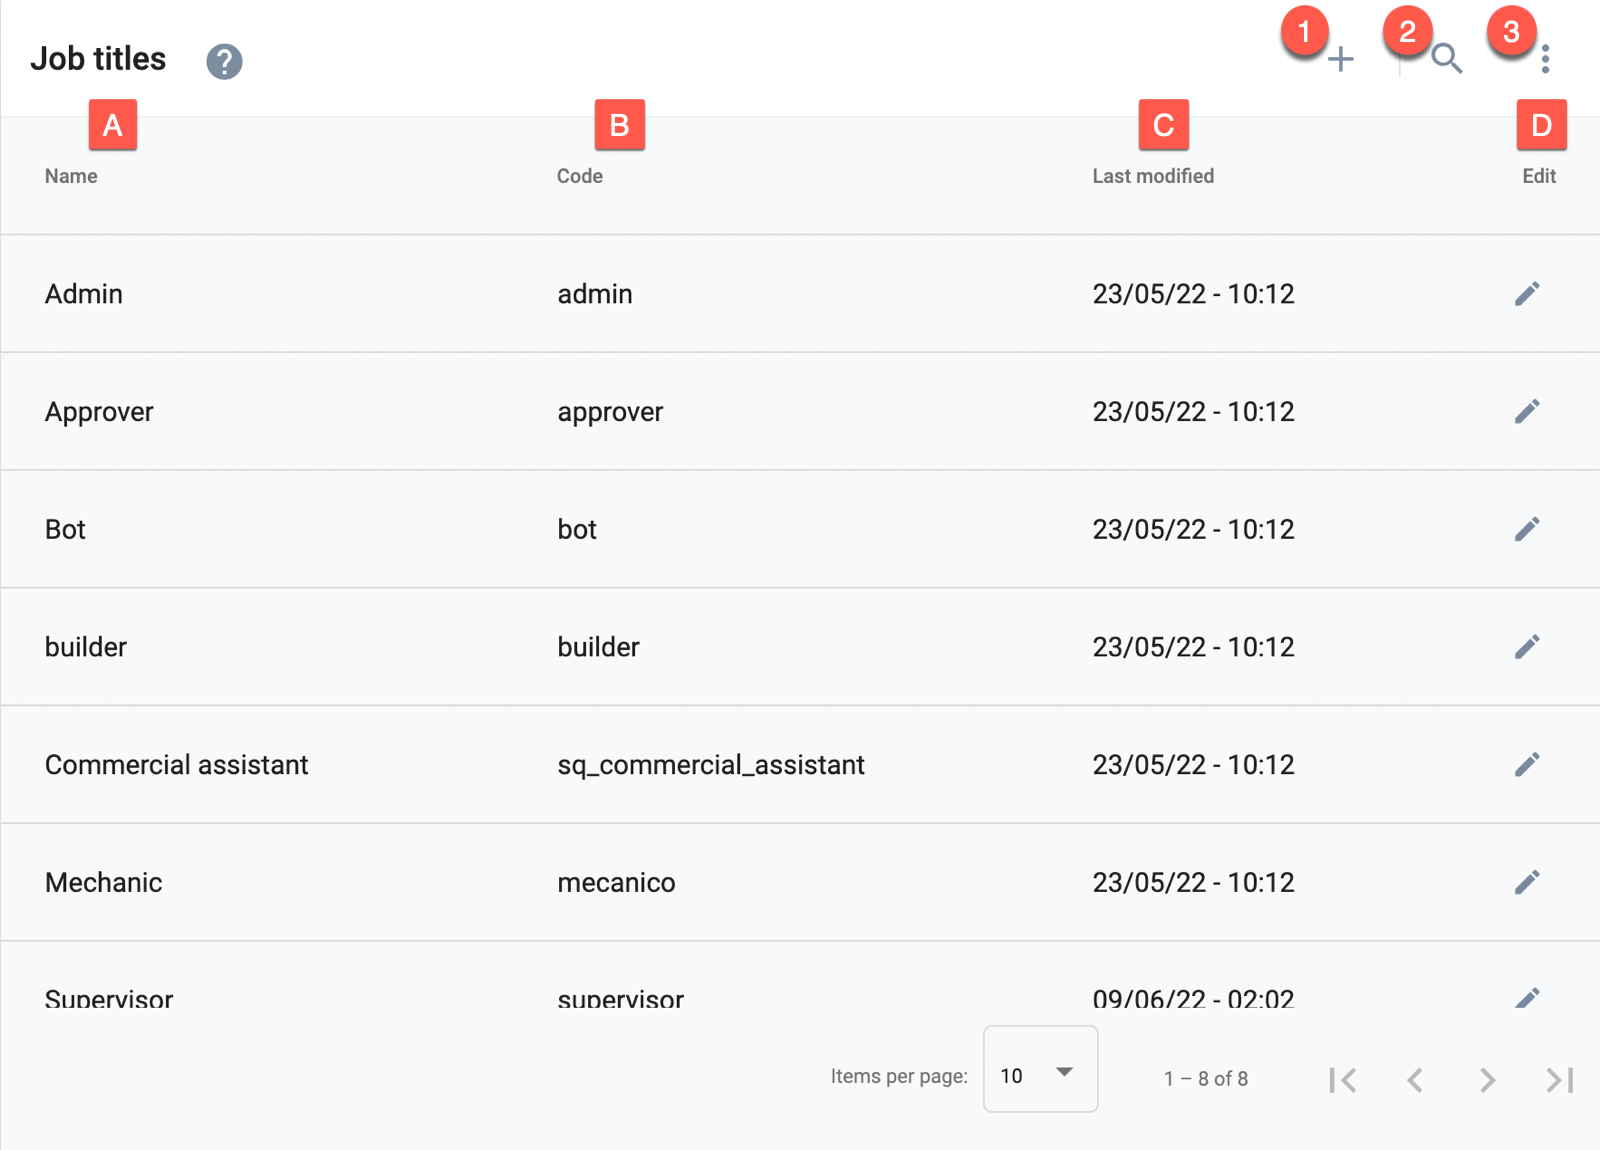 Job titles ?
1 2 3
A B C D
Name Code Last modified Edit
Admin admin 23/05/22 - 10:12
Approver approver 23/05/22 - 10:12
Bot bot 23/05/22 - 10:12
builder builder 23/05/22 - 10:12
Commercial assistant sq_commercial_assistant 23/05/22 - 10:12
Mechanic mecanico 23/05/22 - 10:12
Supervisor supervisor 09/06/22 - 02:02
Items per page: 10 1 – 8 of 8